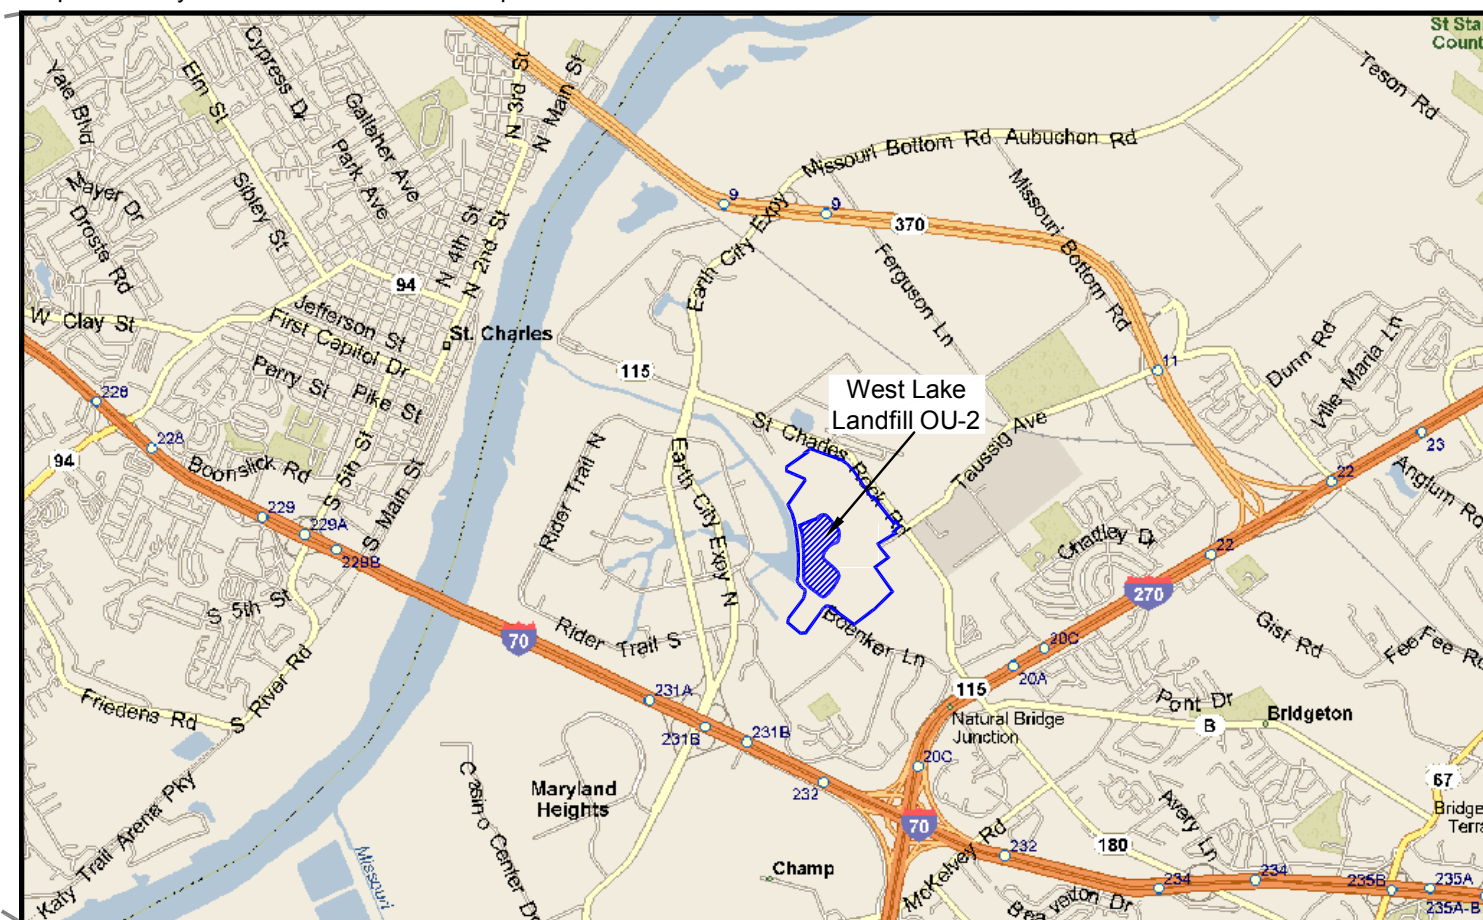 St Sta
Count
Teson Rd
Yale Blvd
Elm St
Cypress Dr
Gallaher Ave
Park Ave
N 3rd St
N Main St
Mayer Dr
Droste Rd
Sibley St
N 4th St
N 2nd St
94
W Clay St
Jefferson St
First Capitol Dr
St. Charles
Perry St
Pike St
228
228
94
Boonslick Rd
S 5th St
S Main St
229
229A
229B
S 5th St
S River Rd
Friedens Rd
Katy Trail Arena Pky
Missouri
Missouri Bottom Rd
Aubuchon Rd
9
9
370
Earth City Expy
Ferguson Ln
Missouri Bottom Rd
115
West Lake
Landfill OU-2
St Charles Rock Rd
Taussig Ave
11
Dunn Rd
Ville Maria Ln
23
22
Anglum Rd
22
Rider Trail N
Earth City Expy N
Chatley Dr
270
Gist Rd
Fee Fee Rd
70
Rider Trail S
Boenker Ln
20C
20A
115
Natural Bridge
Junction
Pont Dr
B
Bridgeton
231A
231B
231B
232
20C
Maryland
Heights
Casino Center Dr
70
67
Bridge
Terra
Avery Ln
McKelvey Rd
180
232
Champ
234
234
235B
235A
235A-B
Beaverton Dr